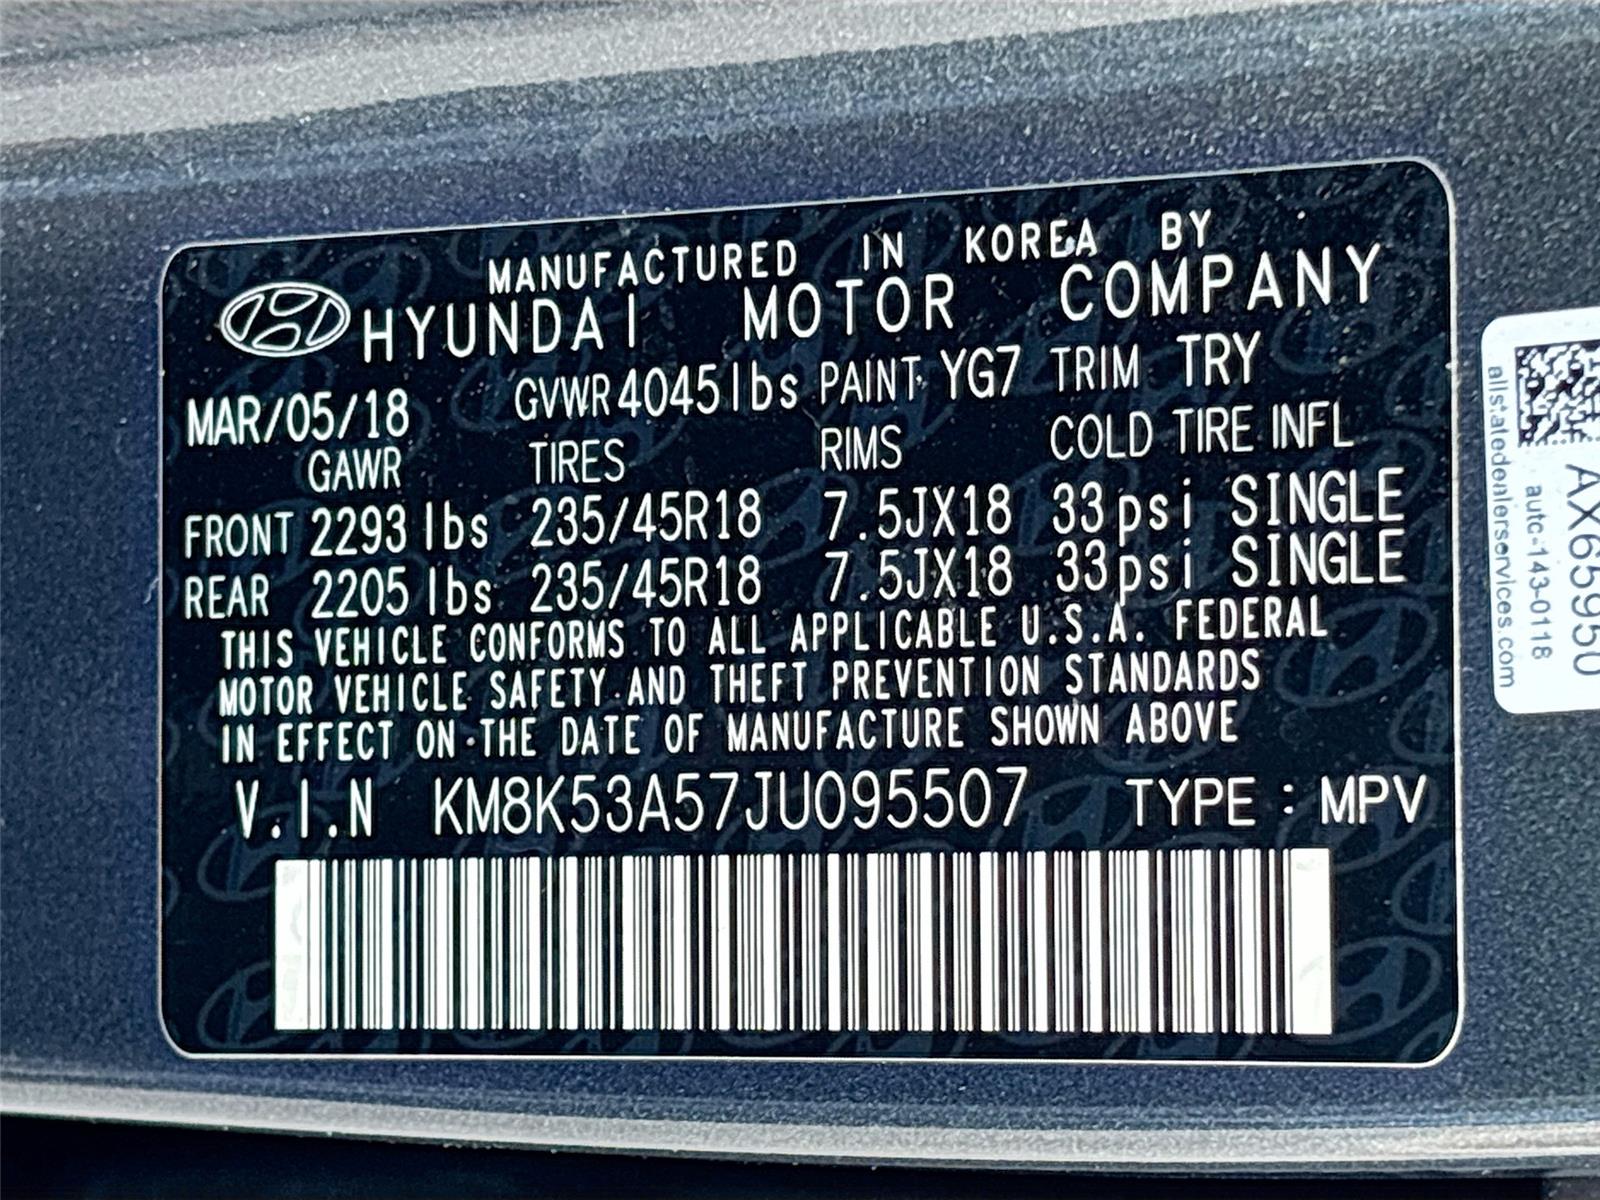 MANUFACTURED IN KOREA BY
HYUNDAI MOTOR COMPANY
MAR/05/18 GVWR 4045lbs PAINT YG7 TRIM TRY
GAWR TIRES RIMS COLD TIRE INFL
FRONT 2293 lbs 235/45R18 7.5JX18 33psi SINGLE
REAR 2205 lbs 235/45R18 7.5JX18 33psi SINGLE
THIS VEHICLE CONFORMS TO ALL APPLICABLE U.S.A. FEDERAL
MOTOR VEHICLE SAFETY AND THEFT PREVENTION STANDARDS
IN EFFECT ON THE DATE OF MANUFACTURE SHOWN ABOVE
V.I.N KM8K53A57JU095507 TYPE : MPV
AX65950
autc-143-0118
allstatedealerservices.com